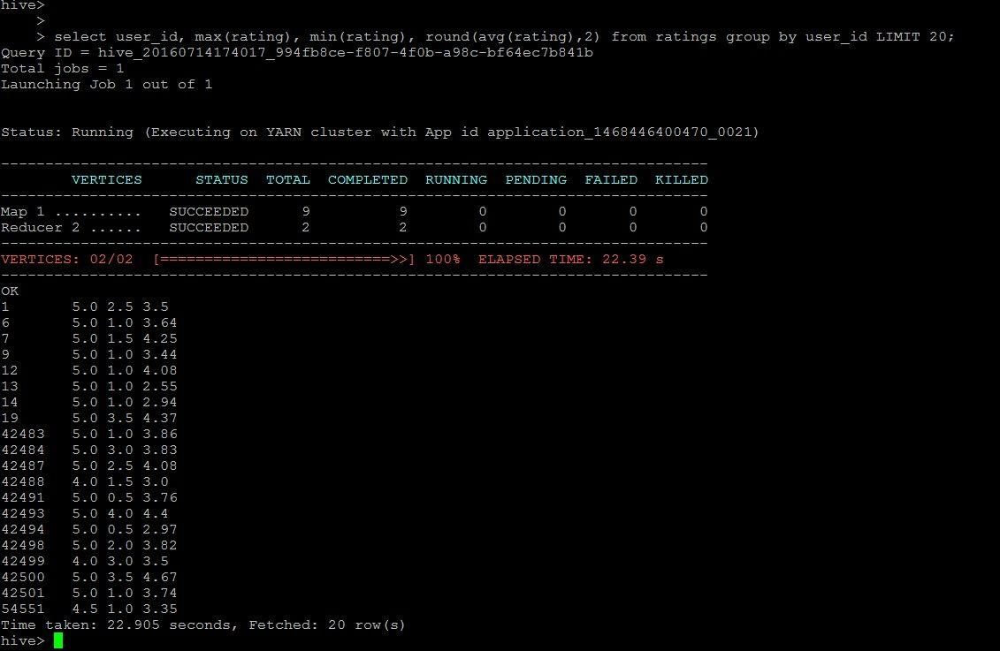 hive>
    >
    > select user_id, max(rating), min(rating), round(avg(rating),2) from ratings group by user_id LIMIT 20;
Query ID = hive_20160714174017_994fb8ce-f807-4f0b-a98c-bf64ec7b841b
Total jobs = 1
Launching Job 1 out of 1
Status: Running (Executing on YARN cluster with App id application_1468446400470_0021)
--------------------------------------------------------------------------------
        VERTICES      STATUS  TOTAL  COMPLETED  RUNNING  PENDING  FAILED  KILLED
--------------------------------------------------------------------------------
Map 1 ..........   SUCCEEDED      9          9        0        0       0       0
Reducer 2 ......   SUCCEEDED      2          2        0        0       0       0
--------------------------------------------------------------------------------
VERTICES: 02/02  [==========================>>] 100%  ELAPSED TIME: 22.39 s
--------------------------------------------------------------------------------
OK
1       5.0 2.5 3.5
6       5.0 1.0 3.64
7       5.0 1.5 4.25
9       5.0 1.0 3.44
12      5.0 1.0 4.08
13      5.0 1.0 2.55
14      5.0 1.0 2.94
19      5.0 3.5 4.37
42483   5.0 1.0 3.86
42484   5.0 3.0 3.83
42487   5.0 2.5 4.08
42488   4.0 1.5 3.0
42491   5.0 0.5 3.76
42493   5.0 4.0 4.4
42494   5.0 0.5 2.97
42498   5.0 2.0 3.82
42499   4.0 3.0 3.5
42500   5.0 3.5 4.67
42501   5.0 1.0 3.74
54551   4.5 1.0 3.35
Time taken: 22.905 seconds, Fetched: 20 row(s)
hive>